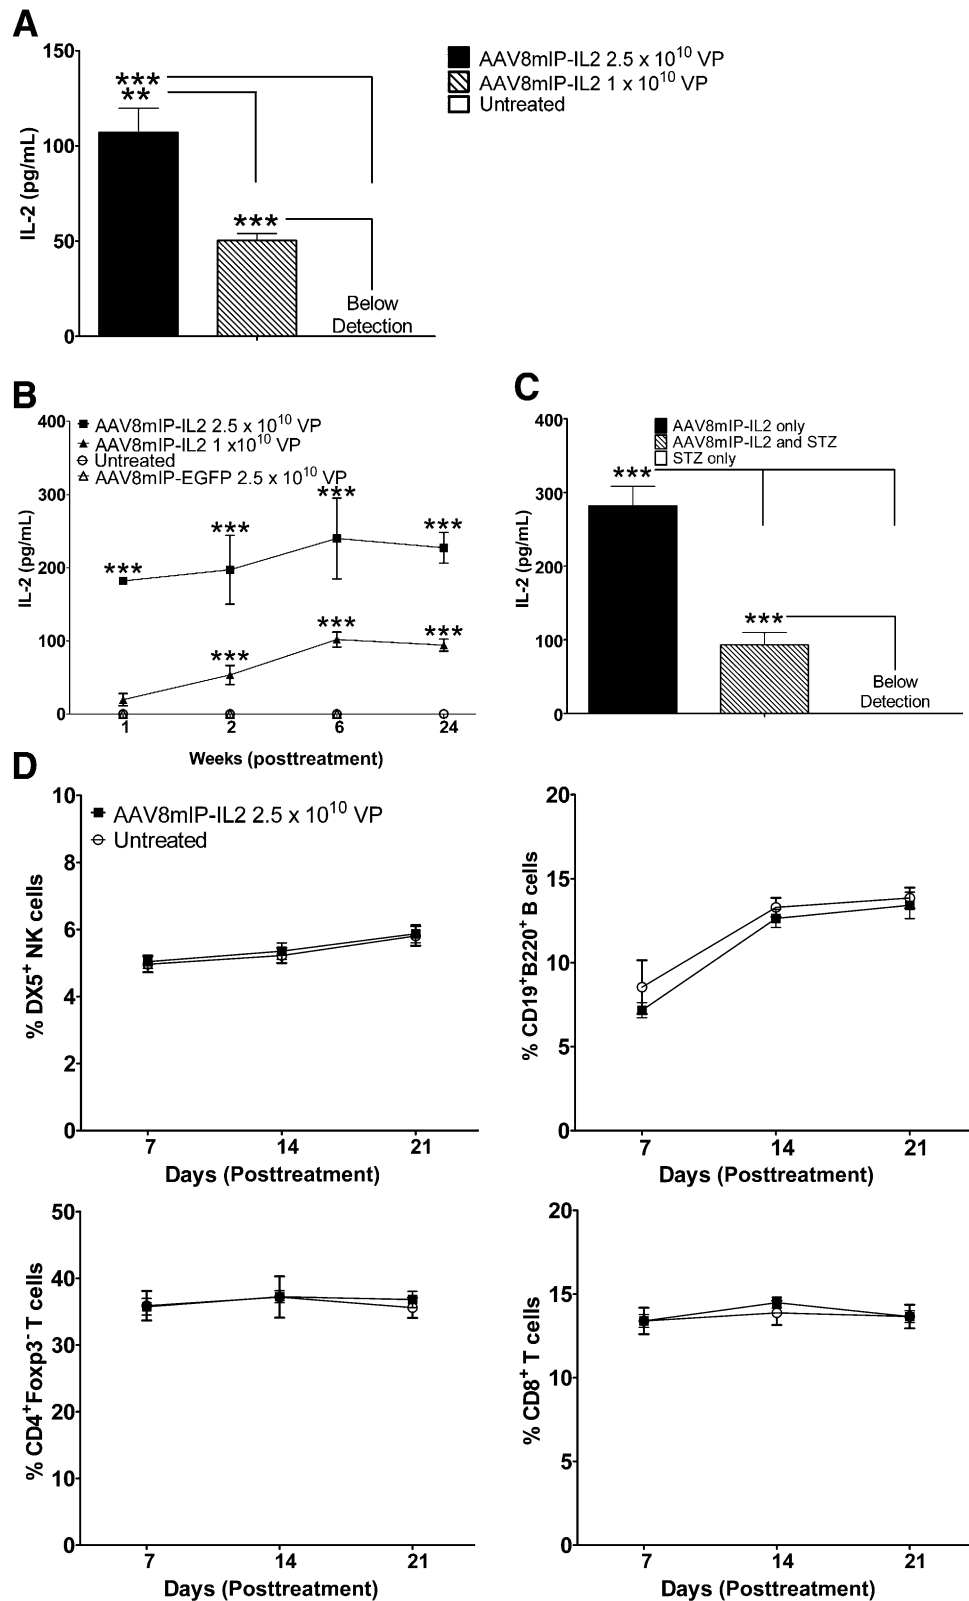 A
150
100
50
0
IL-2 (pg/mL)
***
**
***
Below
Detection
AAV8mIP-IL2 2.5 x 10^10 VP
AAV8mIP-IL2 1 x 10^10 VP
Untreated
B
400
300
200
100
0
IL-2 (pg/mL)
AAV8mIP-IL2 2.5 x 10^10 VP
AAV8mIP-IL2 1 x10^10 VP
Untreated
AAV8mIP-EGFP 2.5 x 10^10 VP
*** *** *** ***
*** *** ***
1 2 6 24
Weeks (posttreatment)
C
400
300
200
100
0
IL-2 (pg/mL)
AAV8mIP-IL2 only
AAV8mIP-IL2 and STZ
STZ only
***
***
Below
Detection
D
10
8
6
4
2
0
% DX5+ NK cells
AAV8mIP-IL2 2.5 x 10^10 VP
Untreated
7 14 21
Days (Posttreatment)
20
15
10
5
0
% CD19+B220+ B cells
7 14 21
Days (Posttreatment)
50
40
30
20
10
0
% CD4+Foxp3- T cells
7 14 21
Days (Posttreatment)
20
15
10
5
0
% CD8+ T cells
7 14 21
Days (Posttreatment)